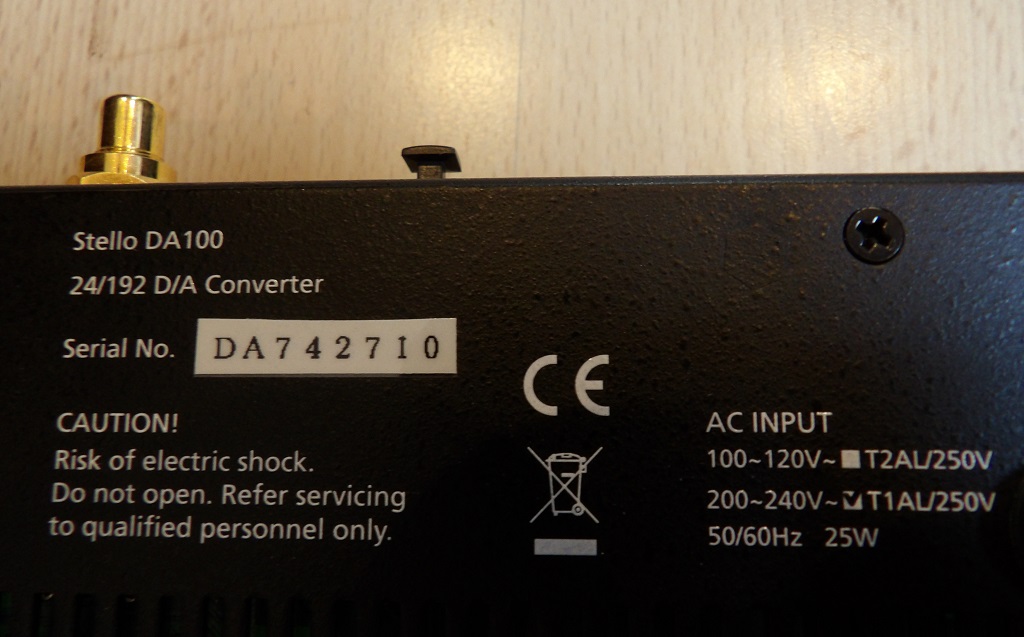 Stello DA100
24/192 D/A Converter
Serial No. DA742710
CAUTION!
Risk of electric shock.
Do not open. Refer servicing
to qualified personnel only.
CE
AC INPUT
100~120V~ T2AL/250V
200~240V~ T1AL/250V
50/60Hz 25W